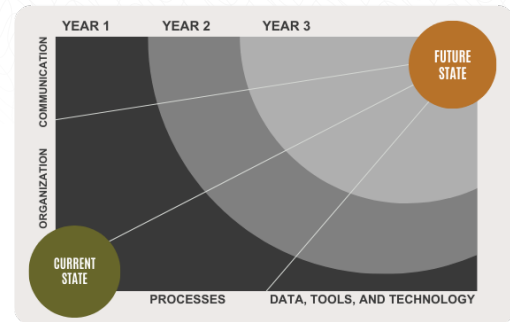 YEAR 1 YEAR 2 YEAR 3
FUTURE
STATE
COMMUNICATION
ORGANIZATION
CURRENT
STATE
PROCESSES DATA, TOOLS, AND TECHNOLOGY